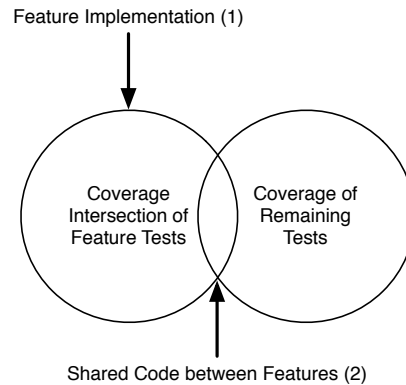 Feature Implementation (1)
Coverage
Intersection of
Feature Tests
Coverage of
Remaining
Tests
Shared Code between Features (2)